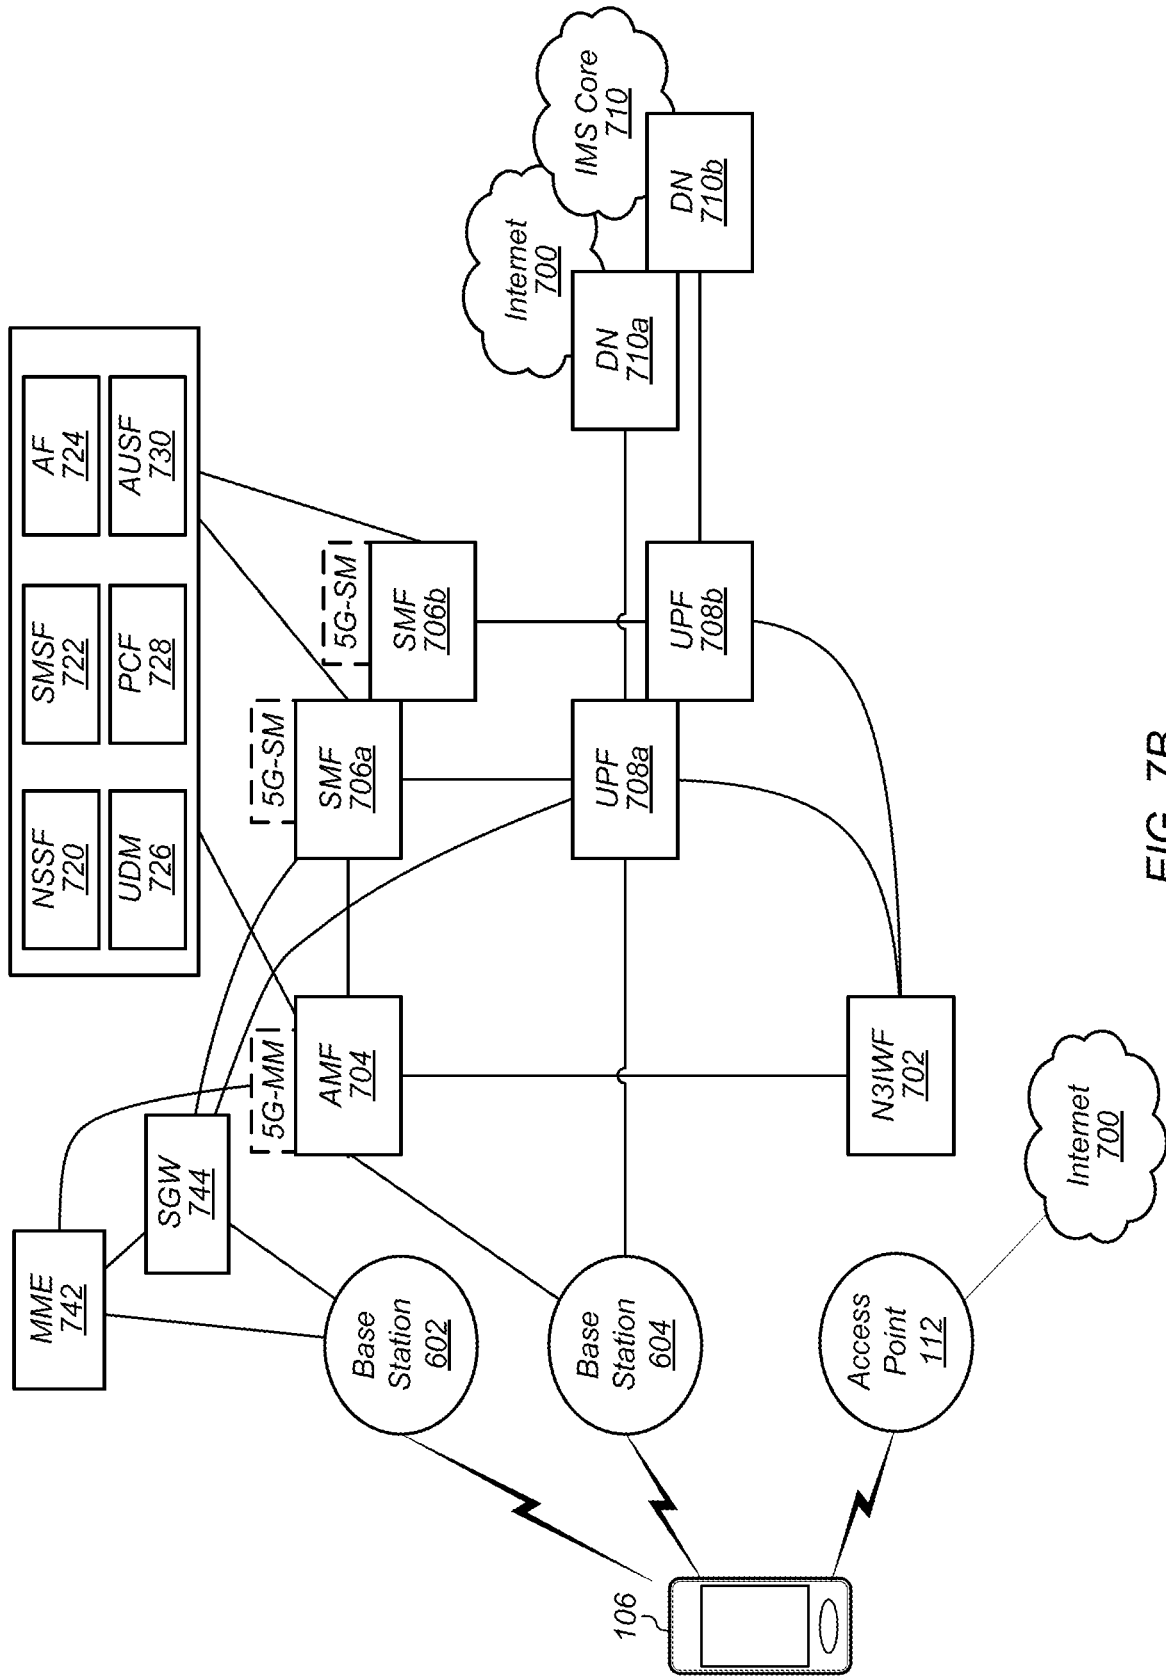 MME
742
SGW
744
NSSF
720
SMSF
722
AF
724
UDM
726
PCF
728
AUSF
730
5G-MM
AMF
704
5G-SM
SMF
706a
5G-SM
SMF
706b
Base
Station
602
Base
Station
604
Access
Point
112
106
UPF
708a
UPF
708b
N3IWF
702
Internet
700
Internet
700
IMS Core
710
DN
710a
DN
710b
FIG. 7B